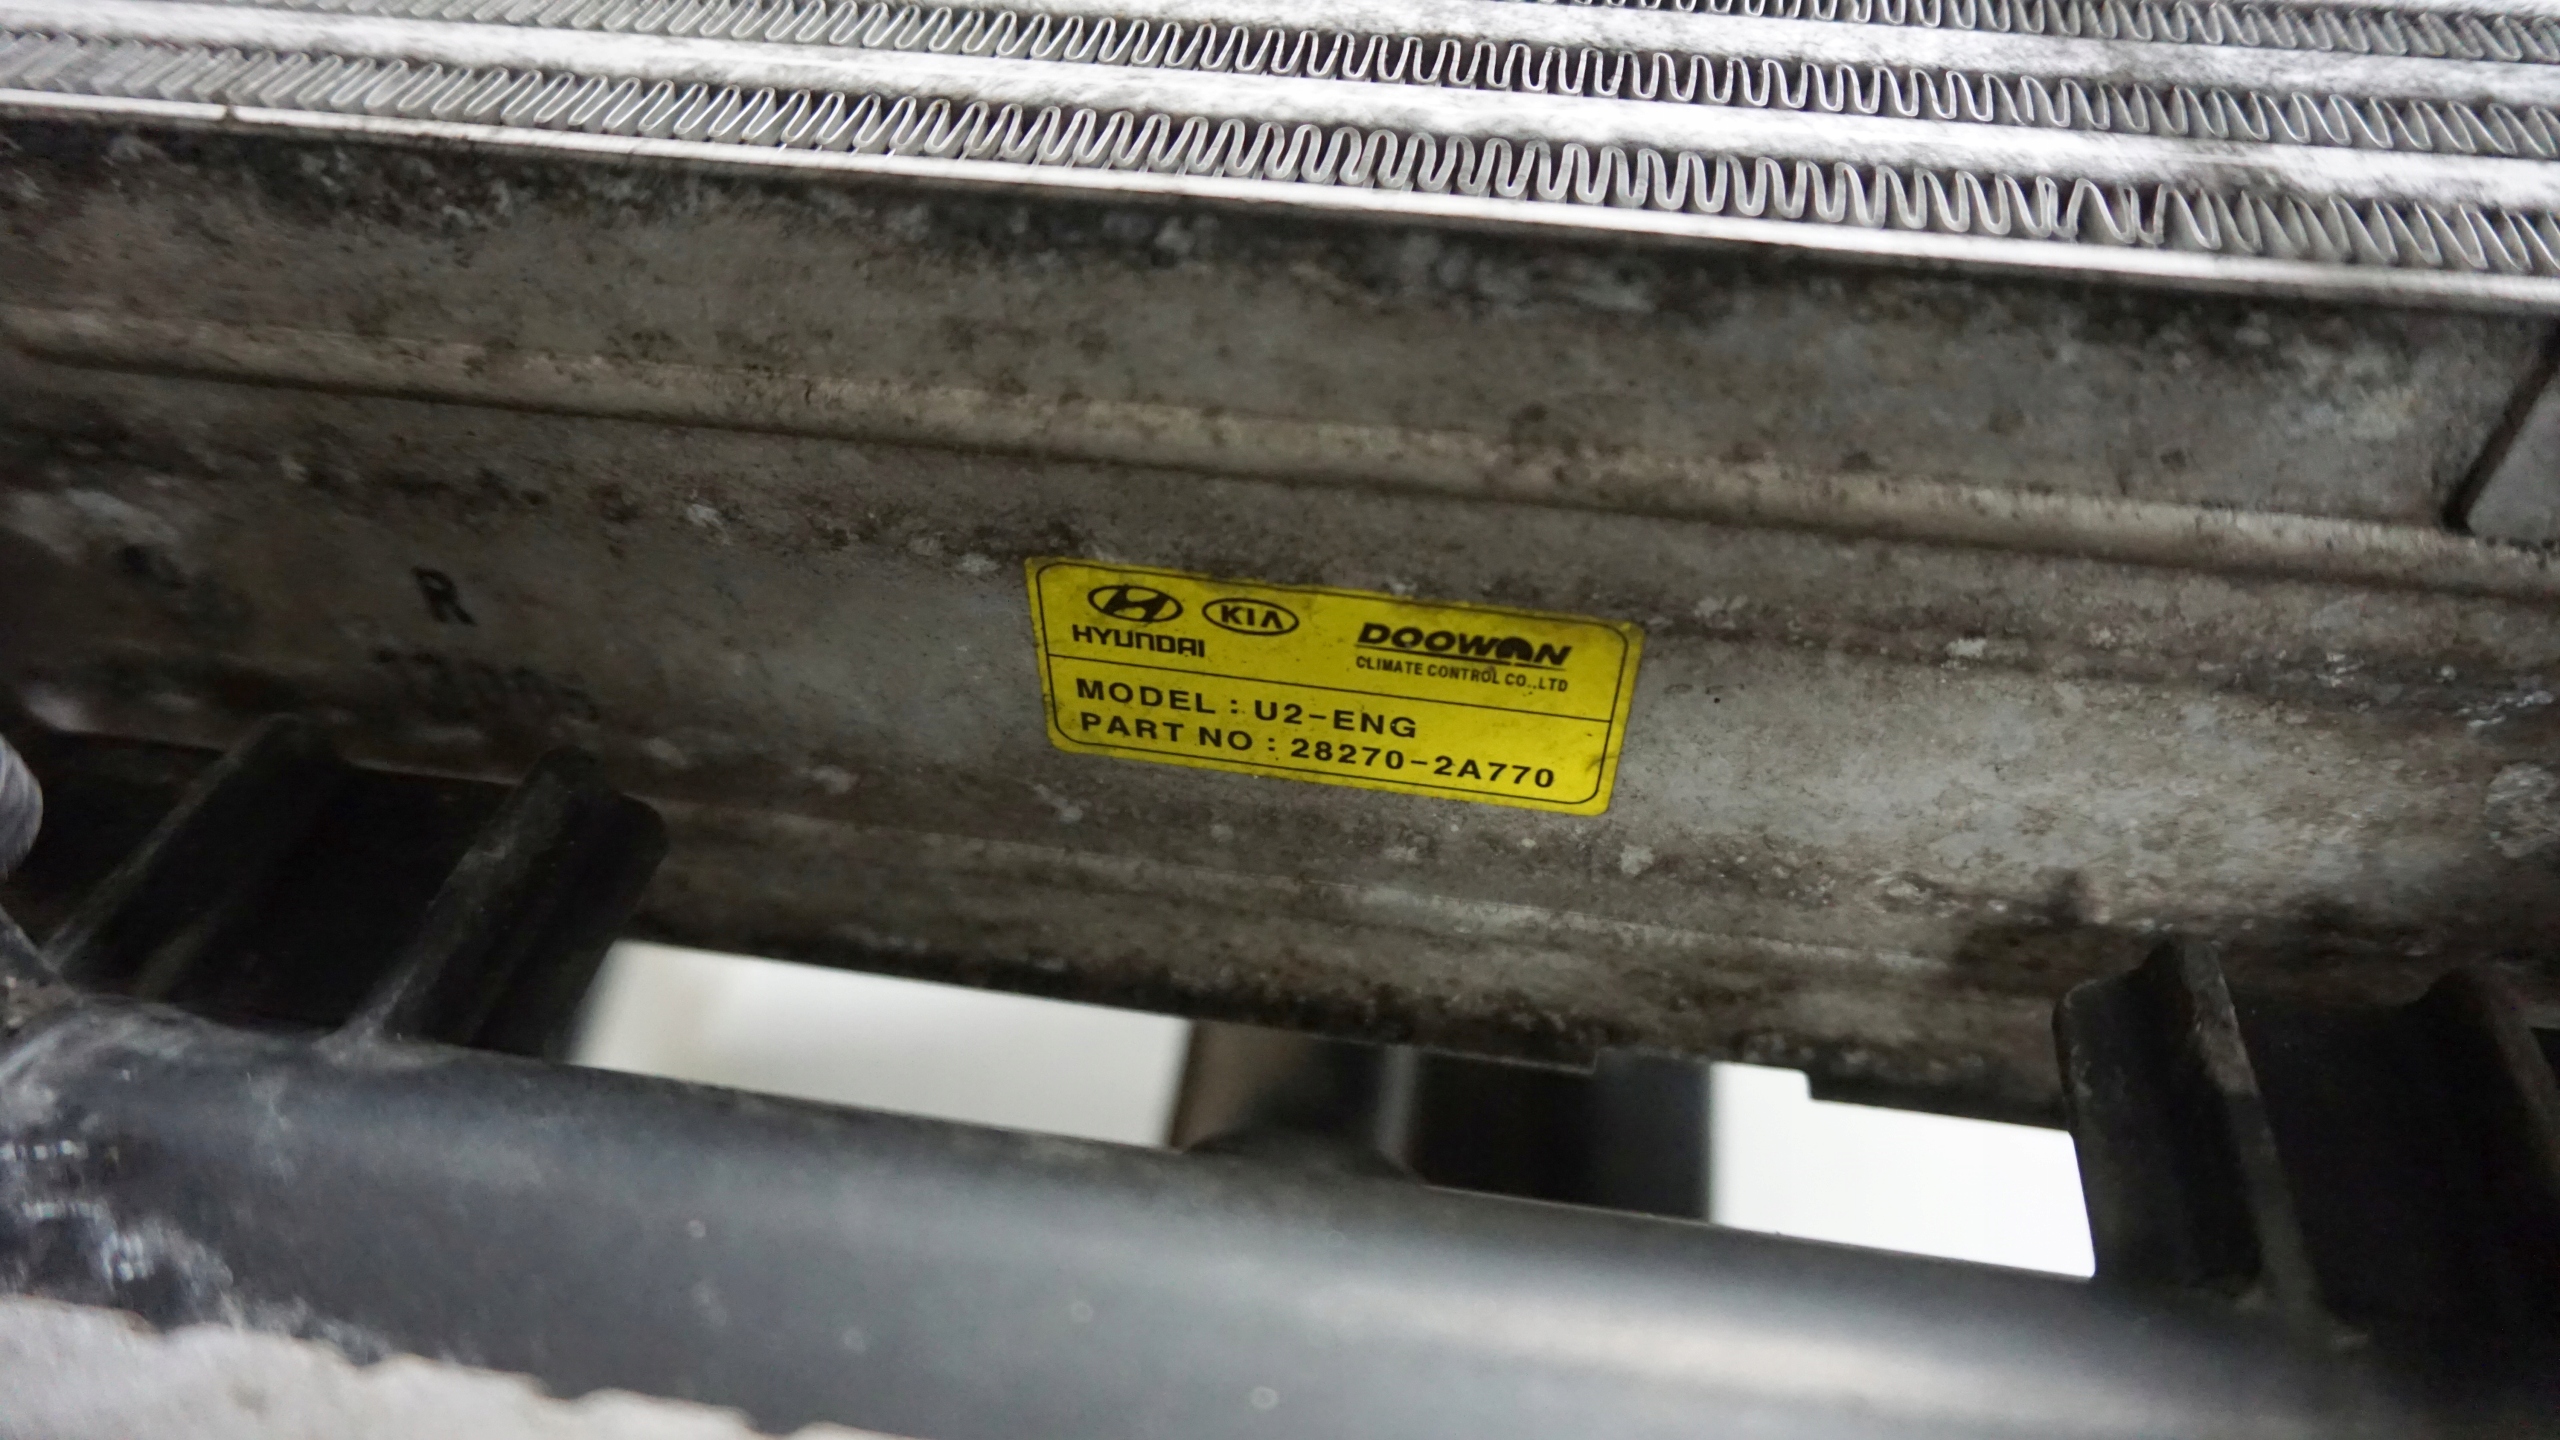 R
HYUNDAI
KIA
DOOWON
CLIMATE CONTROL CO.,LTD
MODEL : U2-ENG
PART NO : 28270-2A770